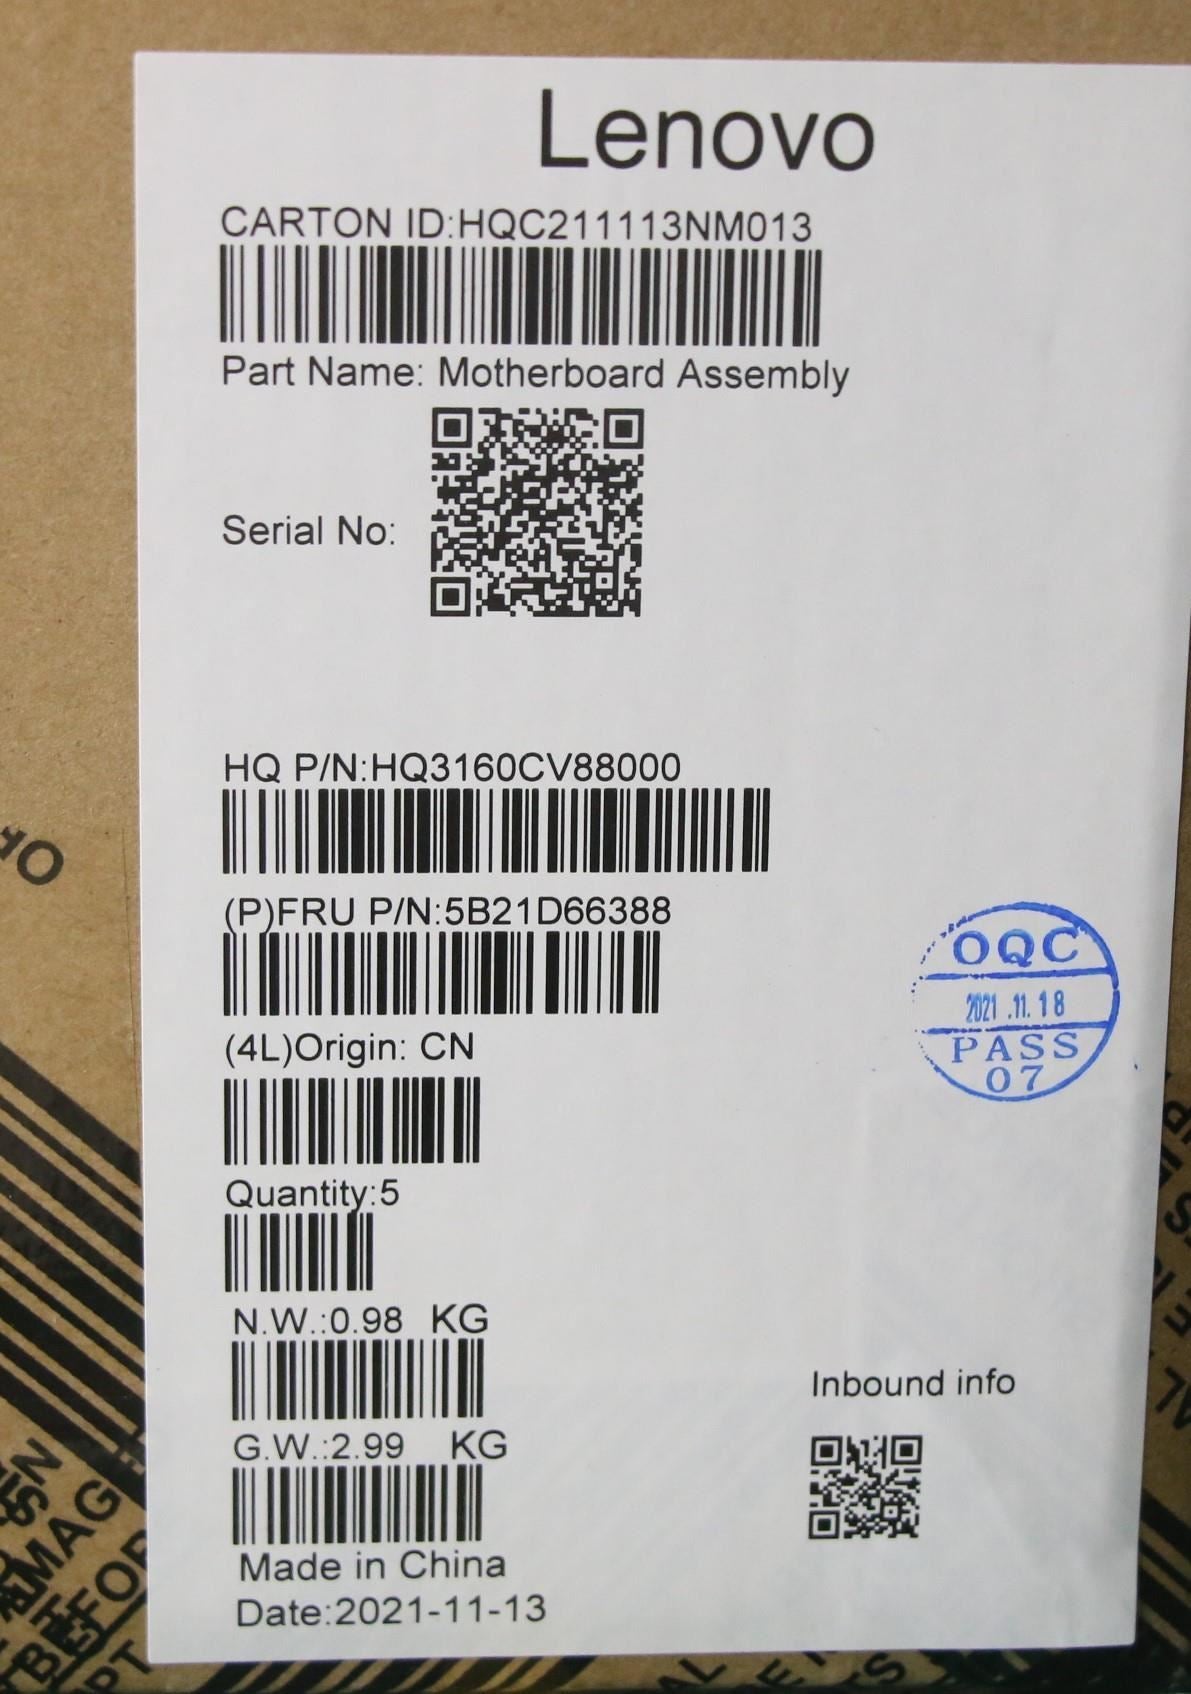 Lenovo
CARTON ID:HQC211113NM013
Part Name: Motherboard Assembly
Serial No:
HQ P/N:HQ3160CV88000
(P)FRU P/N:5B21D66388
OQC
2021.11.18
PASS
07
(4L)Origin: CN
Quantity:5
N.W.:0.98 KG
Inbound info
G.W.:2.99 KG
Made in China
Date:2021-11-13